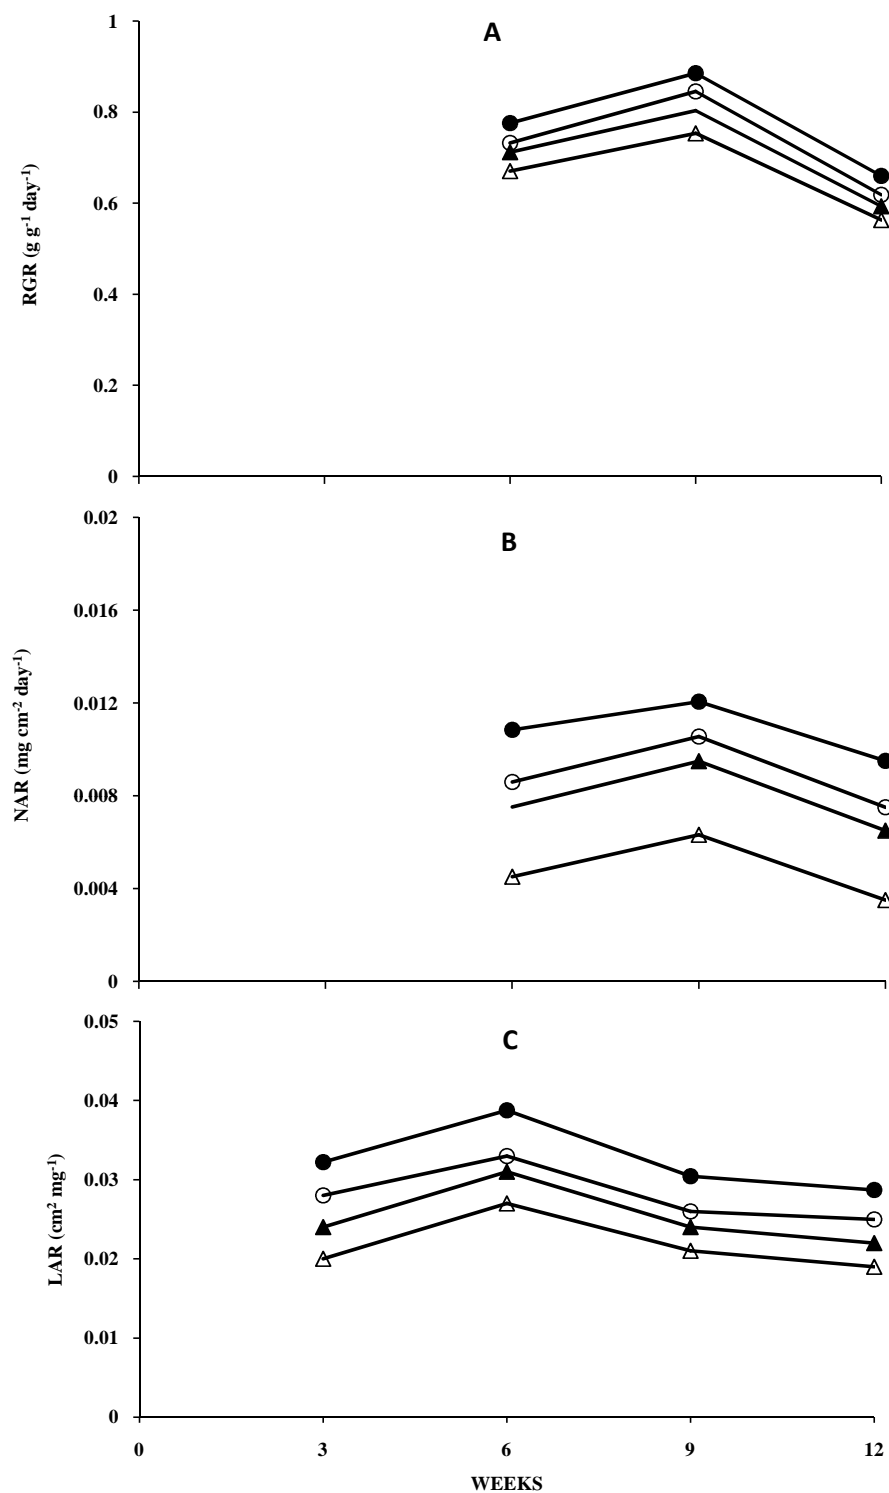 A
1
0.8
0.6
0.4
0.2
0
RGR (g g⁻¹ day⁻¹)
B
0.02
0.016
0.012
0.008
0.004
0
NAR (mg cm⁻² day⁻¹)
C
0.05
0.04
0.03
0.02
0.01
0
LAR (cm² mg⁻¹)
0 3 6 9 12
WEEKS